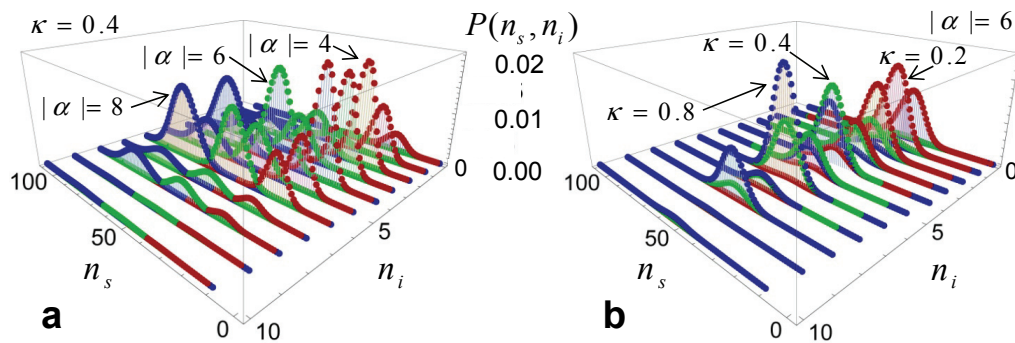 κ = 0.4
| α |= 8
| α |= 6
| α |= 4
100
50
0
n_s
10
5
0
n_i
a
P(n_s, n_i)
0.02
0.01
0.00
| α |= 6
κ = 0.8
κ = 0.4
κ = 0.2
100
50
0
n_s
10
5
0
n_i
b